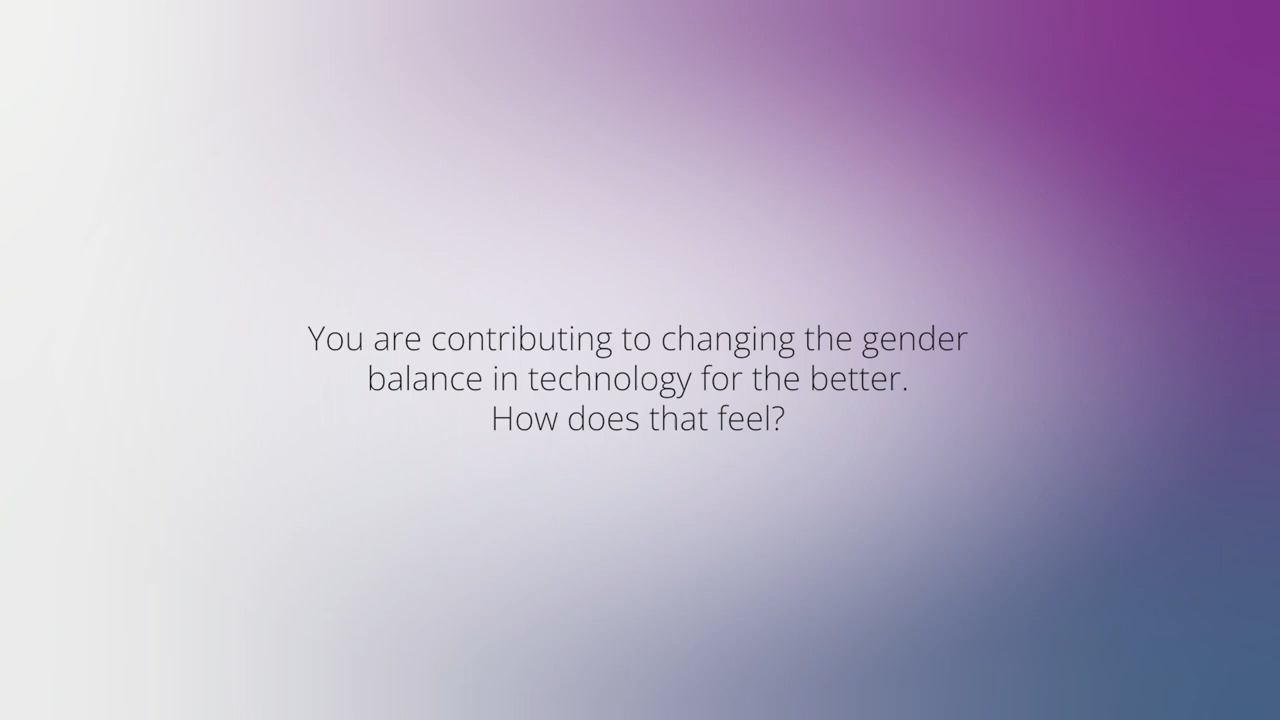 You are contributing to changing the gender
balance in technology for the better.
How does that feel?